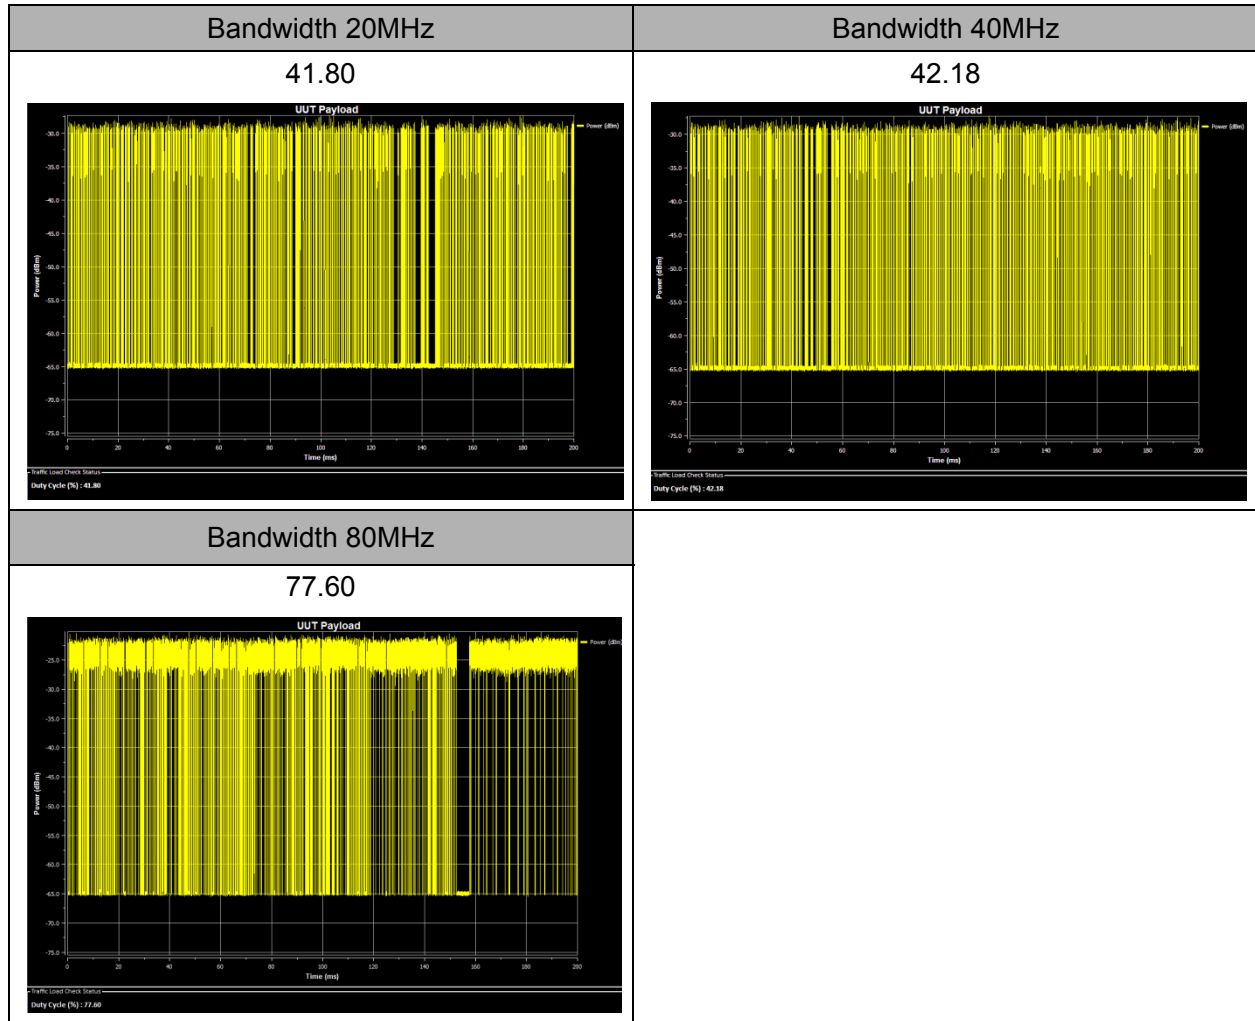 Bandwidth 20MHz
Bandwidth 40MHz
41.80
42.18
UUT Payload
Power (dBm)
-30.0
-35.0
-40.0
-45.0
-50.0
-55.0
-60.0
-65.0
-70.0
-75.0
Power (dBm)
0 20 40 60 80 100 120 140 160 180 200
Time (ms)
Traffic Load Check Status
Duty Cycle (%) : 41.80
UUT Payload
Power (dBm)
-30.0
-35.0
-40.0
-45.0
-50.0
-55.0
-60.0
-65.0
-70.0
-75.0
Power (dBm)
0 20 40 60 80 100 120 140 160 180 200
Time (ms)
Traffic Load Check Status
Duty Cycle (%) : 42.18
Bandwidth 80MHz
77.60
UUT Payload
Power (dBm)
-25.0
-30.0
-35.0
-40.0
-45.0
-50.0
-55.0
-60.0
-65.0
-70.0
-75.0
Power (dBm)
0 20 40 60 80 100 120 140 160 180 200
Time (ms)
Traffic Load Check Status
Duty Cycle (%) : 77.60